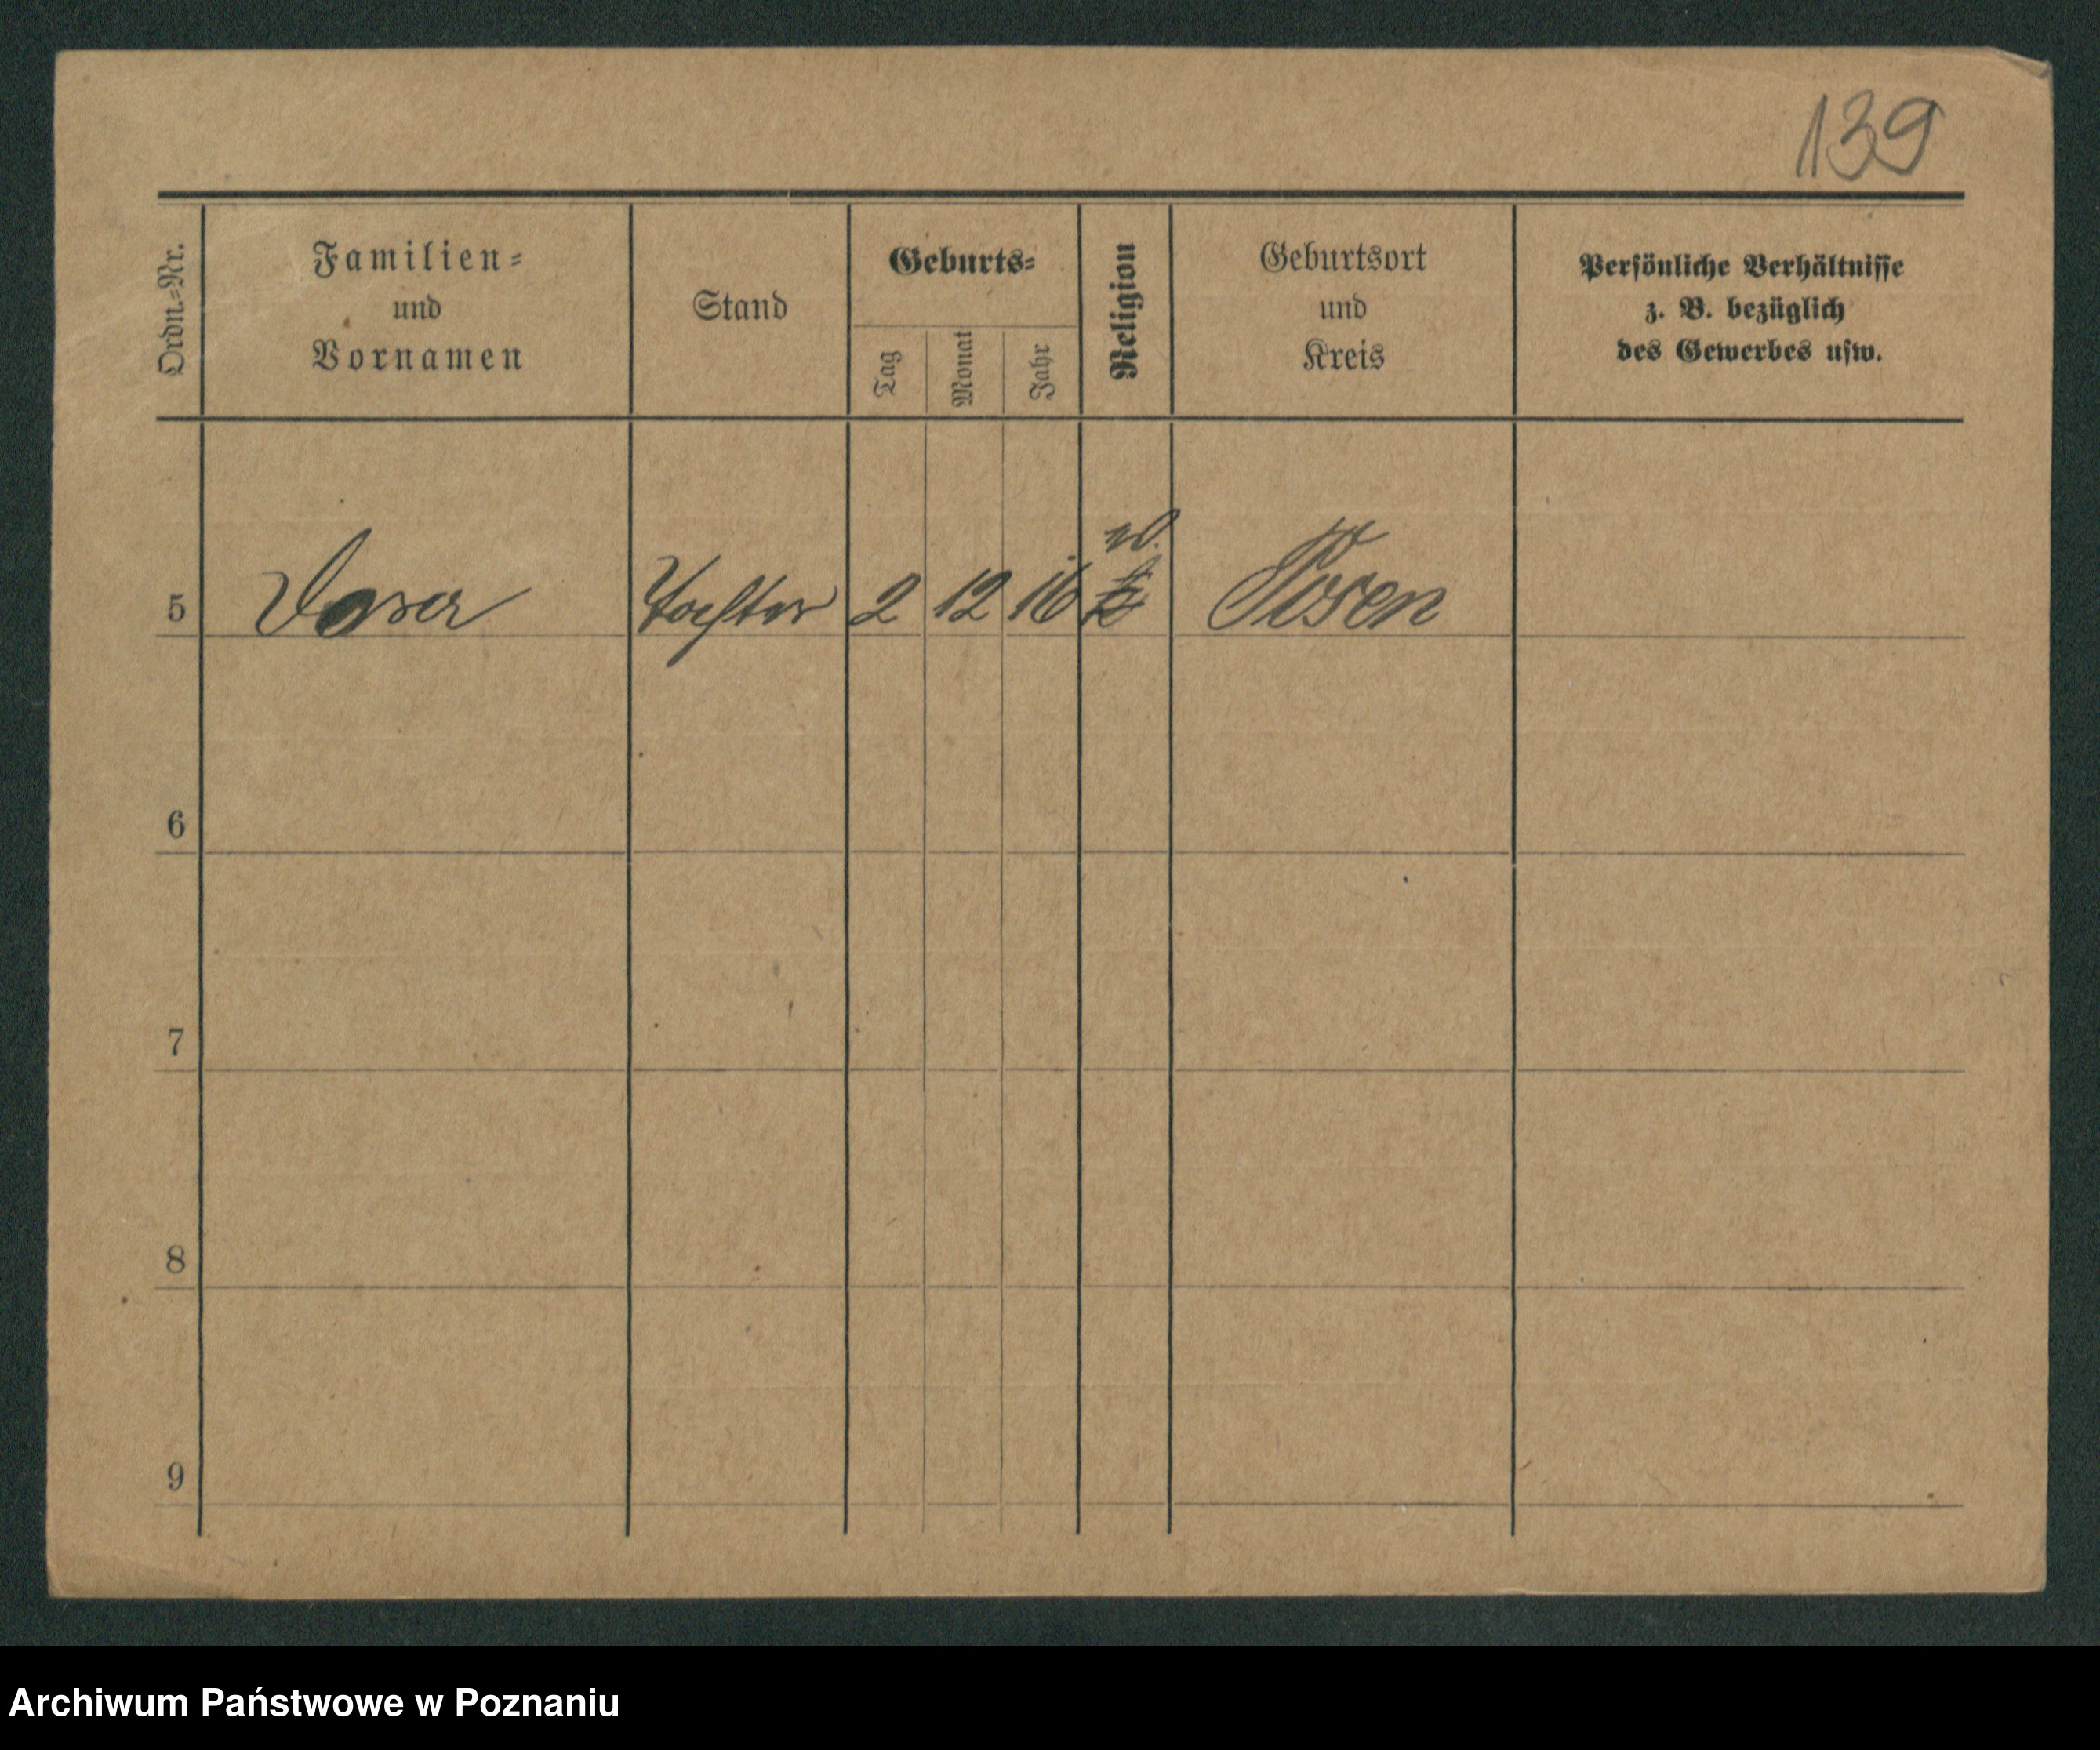 139
Ordn.=Nr.
Familien=
und
Vornamen
Stand
Geburts=
Tag
Monat
Jahr
Religion
Geburtsort
und
Kreis
Persönliche Verhältnisse
z. B. bezüglich
des Gewerbes usw.
5 Tochter 2 12 16 Posen
6
7
8
9
Archiwum Państwowe w Poznaniu